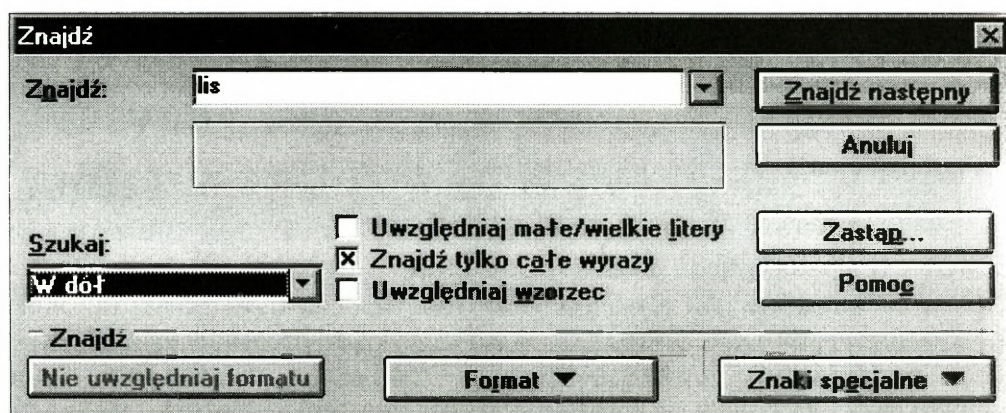 Znajdź
Znajdź:
lis
Znajdź następny
Anuluj
Szukaj:
W dół
Uwzględniaj małe/wielkie litery
Znajdź tylko całe wyrazy
Uwzględniaj wzorzec
Zastąp...
Pomoc
Znajdź
Nie uwzględniaj formatu
Format
Znaki specjalne